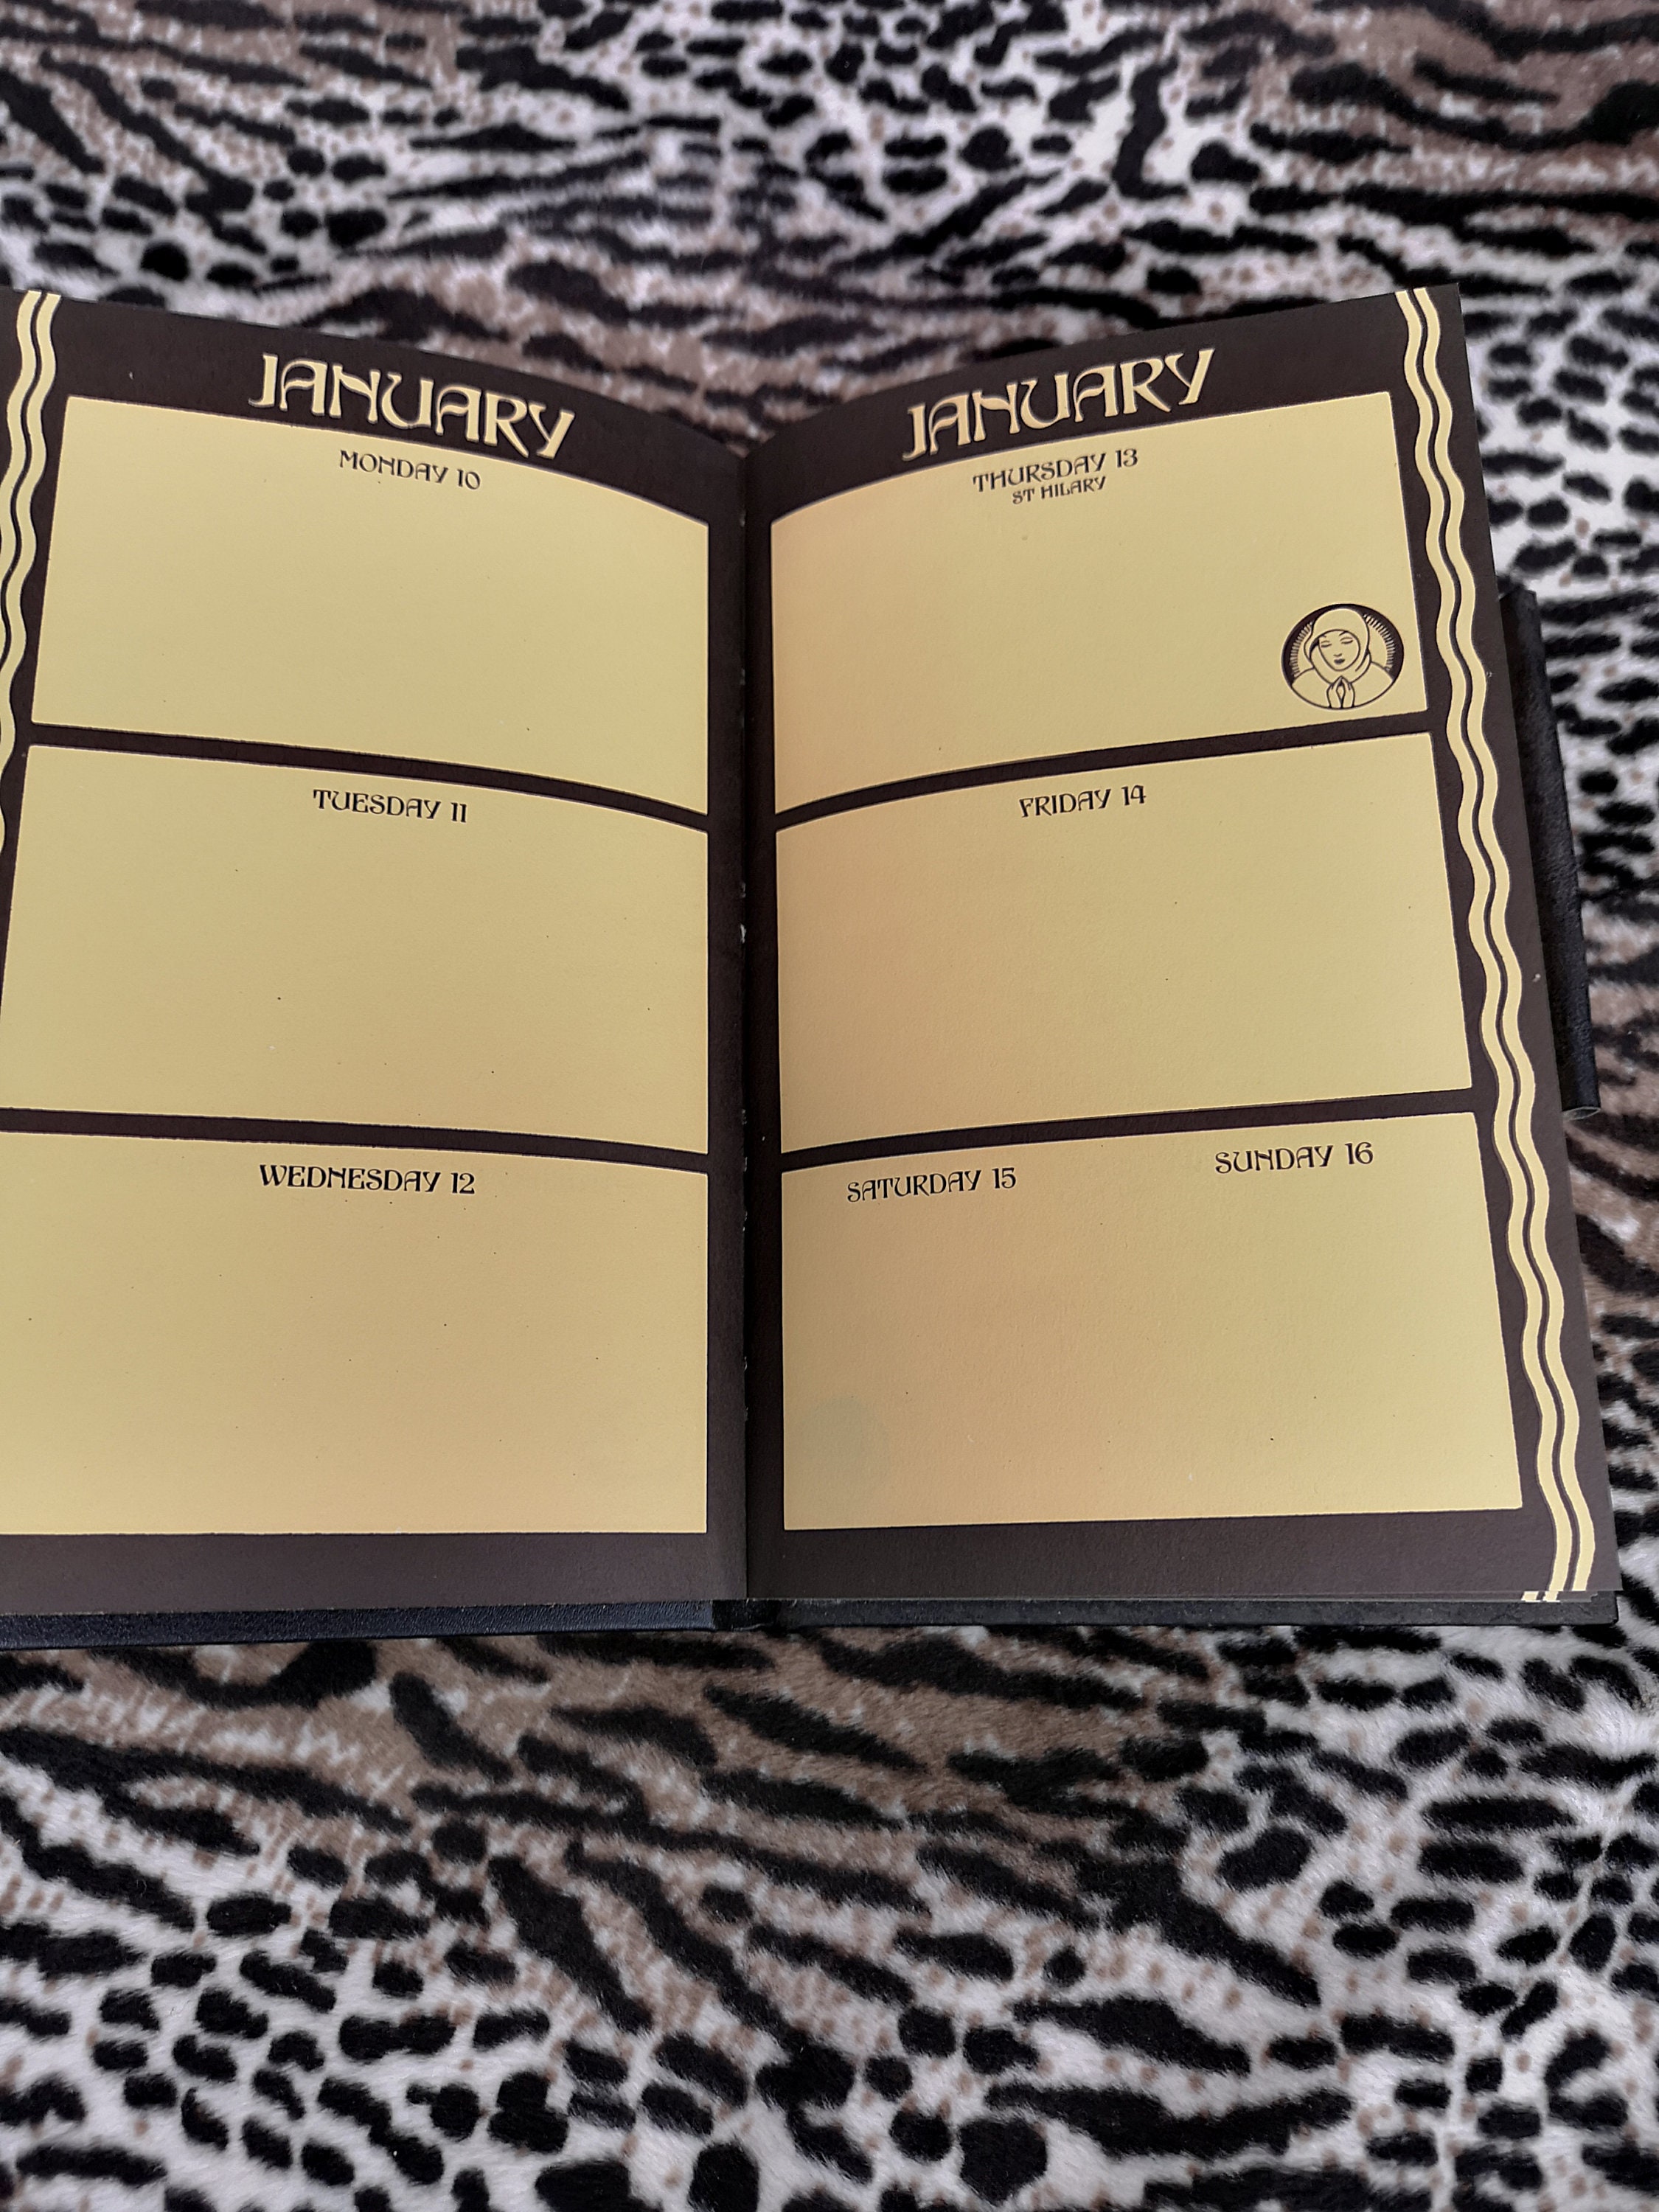 JANUARY
MONDAY 10
TUESDAY 11
WEDNESDAY 12
JANUARY
THURSDAY 13
ST HILARY
FRIDAY 14
SATURDAY 15
SUNDAY 16